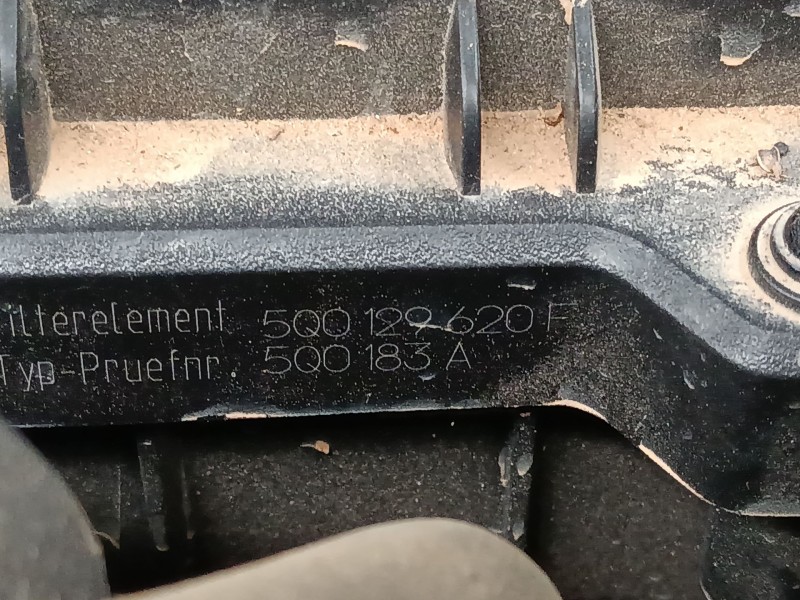 ilterelement 5Q0 129 620 F
Typ-Pruefnr. 5Q0 183 A